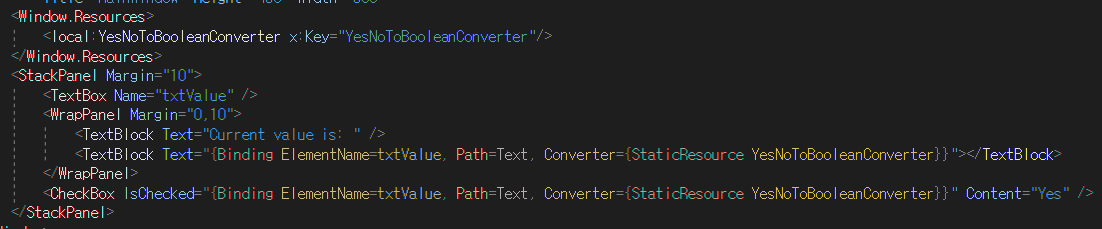 <Window.Resources>
<local:YesNoToBooleanConverter x:Key="YesNoToBooleanConverter"/>
</Window.Resources>
<StackPanel Margin="10">
<TextBox Name="txtValue" />
<WrapPanel Margin="0,10">
<TextBlock Text="Current value is: " />
<TextBlock Text="{Binding ElementName=txtValue, Path=Text, Converter={StaticResource YesNoToBooleanConverter}}"></TextBlock>
</WrapPanel>
<CheckBox IsChecked="{Binding ElementName=txtValue, Path=Text, Converter={StaticResource YesNoToBooleanConverter}}" Content="Yes" />
</StackPanel>